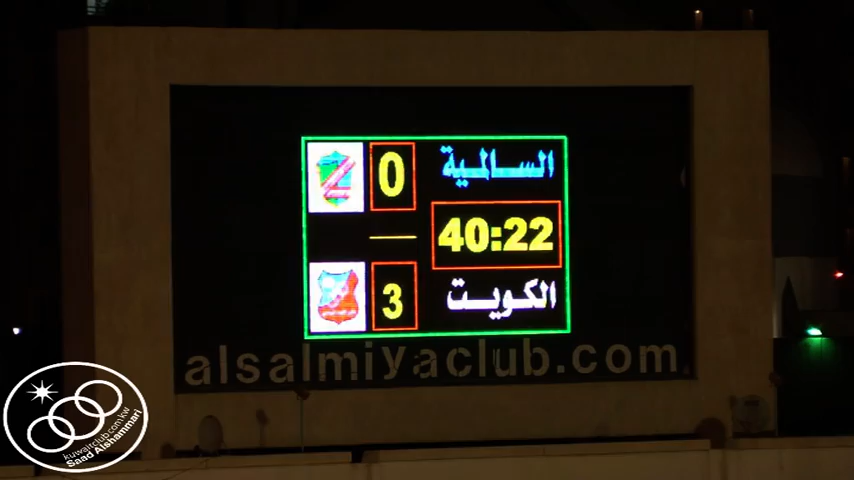 السالمية
0
40:22
الكويت
3
alsalmiyaclub.com
kuwaitclub.com.kw
Saad Alshammari